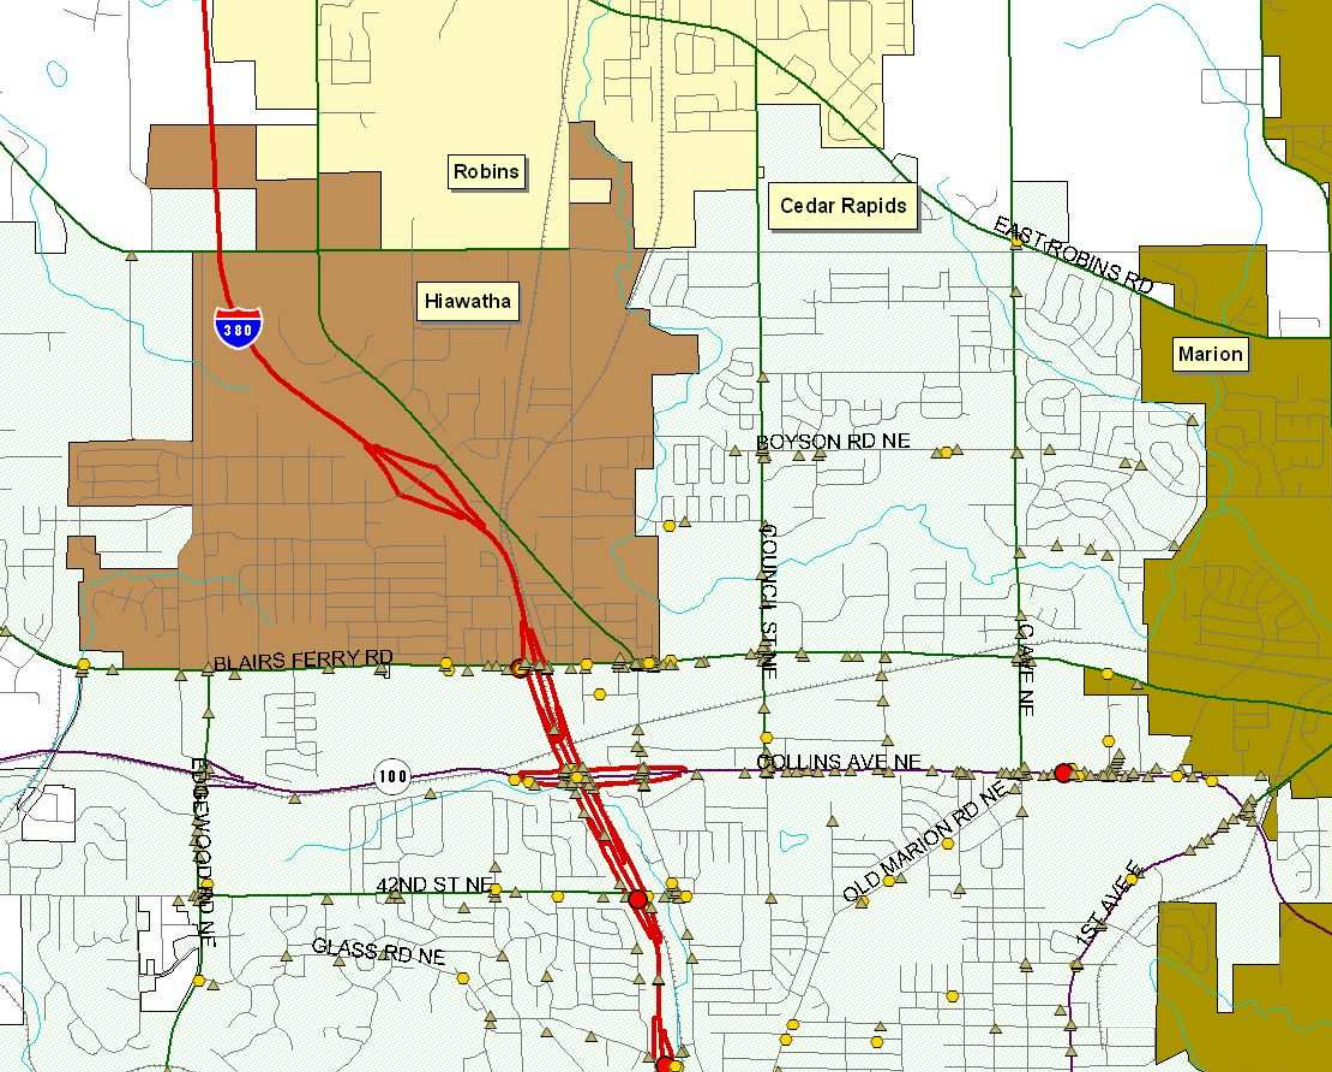 Robins
Cedar Rapids
EAST ROBINS RD
Hiawatha
380
Marion
BOYSON RD NE
COUNCIL ST NE
C AVE NE
BLAIRS FERRY RD
COLLINS AVE NE
100
EDGEWOOD RD NE
OLD MARION RD NE
42ND ST NE
1ST AVE E
GLASS RD NE